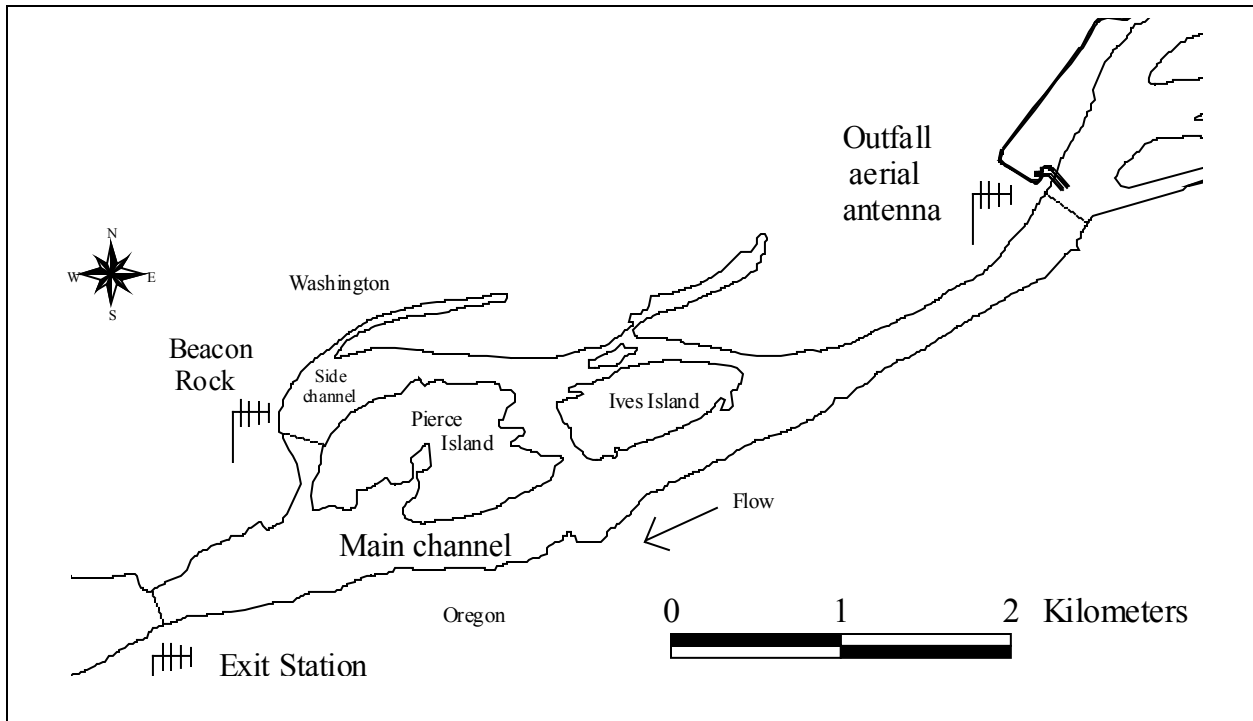 Outfall
aerial
antenna
N
W E
S
Washington
Beacon
Rock
Side
channel
Ives Island
Pierce
Island
Flow
Main channel
0 1 2 Kilometers
Oregon
Exit Station